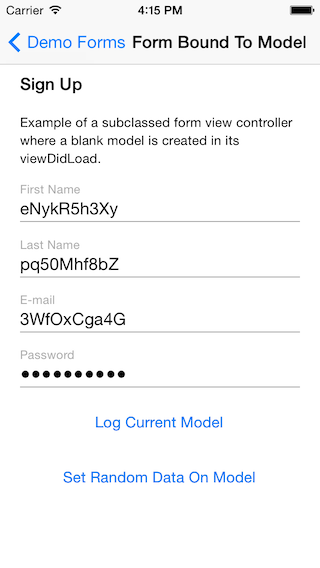 Carrier 4:15 PM
Demo Forms Form Bound To Model
Sign Up
Example of a subclassed form view controller
where a blank model is created in its
viewDidLoad.
First Name
eNykR5h3Xy
Last Name
pq50Mhf8bZ
E-mail
3WfOxCga4G
Password
●●●●●●●●●●
Log Current Model
Set Random Data On Model